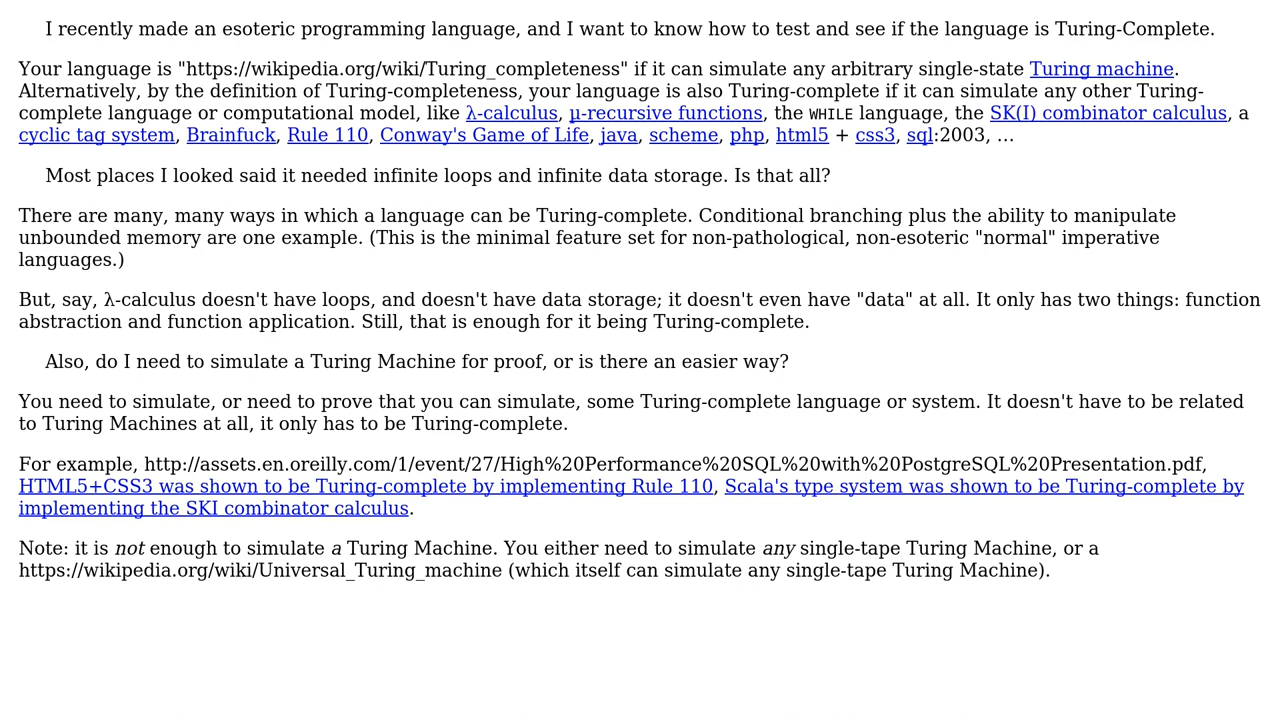 I recently made an esoteric programming language, and I want to know how to test and see if the language is Turing-Complete.
Your language is "https://wikipedia.org/wiki/Turing_completeness" if it can simulate any arbitrary single-state Turing machine.
Alternatively, by the definition of Turing-completeness, your language is also Turing-complete if it can simulate any other Turing-
complete language or computational model, like λ-calculus, µ-recursive functions, the WHILE language, the SK(I) combinator calculus, a
cyclic tag system, Brainfuck, Rule 110, Conway's Game of Life, java, scheme, php, html5 + css3, sql:2003, …
Most places I looked said it needed infinite loops and infinite data storage. Is that all?
There are many, many ways in which a language can be Turing-complete. Conditional branching plus the ability to manipulate
unbounded memory are one example. (This is the minimal feature set for non-pathological, non-esoteric "normal" imperative
languages.)
But, say, λ-calculus doesn't have loops, and doesn't have data storage; it doesn't even have "data" at all. It only has two things: function
abstraction and function application. Still, that is enough for it being Turing-complete.
Also, do I need to simulate a Turing Machine for proof, or is there an easier way?
You need to simulate, or need to prove that you can simulate, some Turing-complete language or system. It doesn't have to be related
to Turing Machines at all, it only has to be Turing-complete.
For example, http://assets.en.oreilly.com/1/event/27/High%20Performance%20SQL%20with%20PostgreSQL%20Presentation.pdf,
HTML5+CSS3 was shown to be Turing-complete by implementing Rule 110, Scala's type system was shown to be Turing-complete by
implementing the SKI combinator calculus.
Note: it is not enough to simulate a Turing Machine. You either need to simulate any single-tape Turing Machine, or a
https://wikipedia.org/wiki/Universal_Turing_machine (which itself can simulate any single-tape Turing Machine).